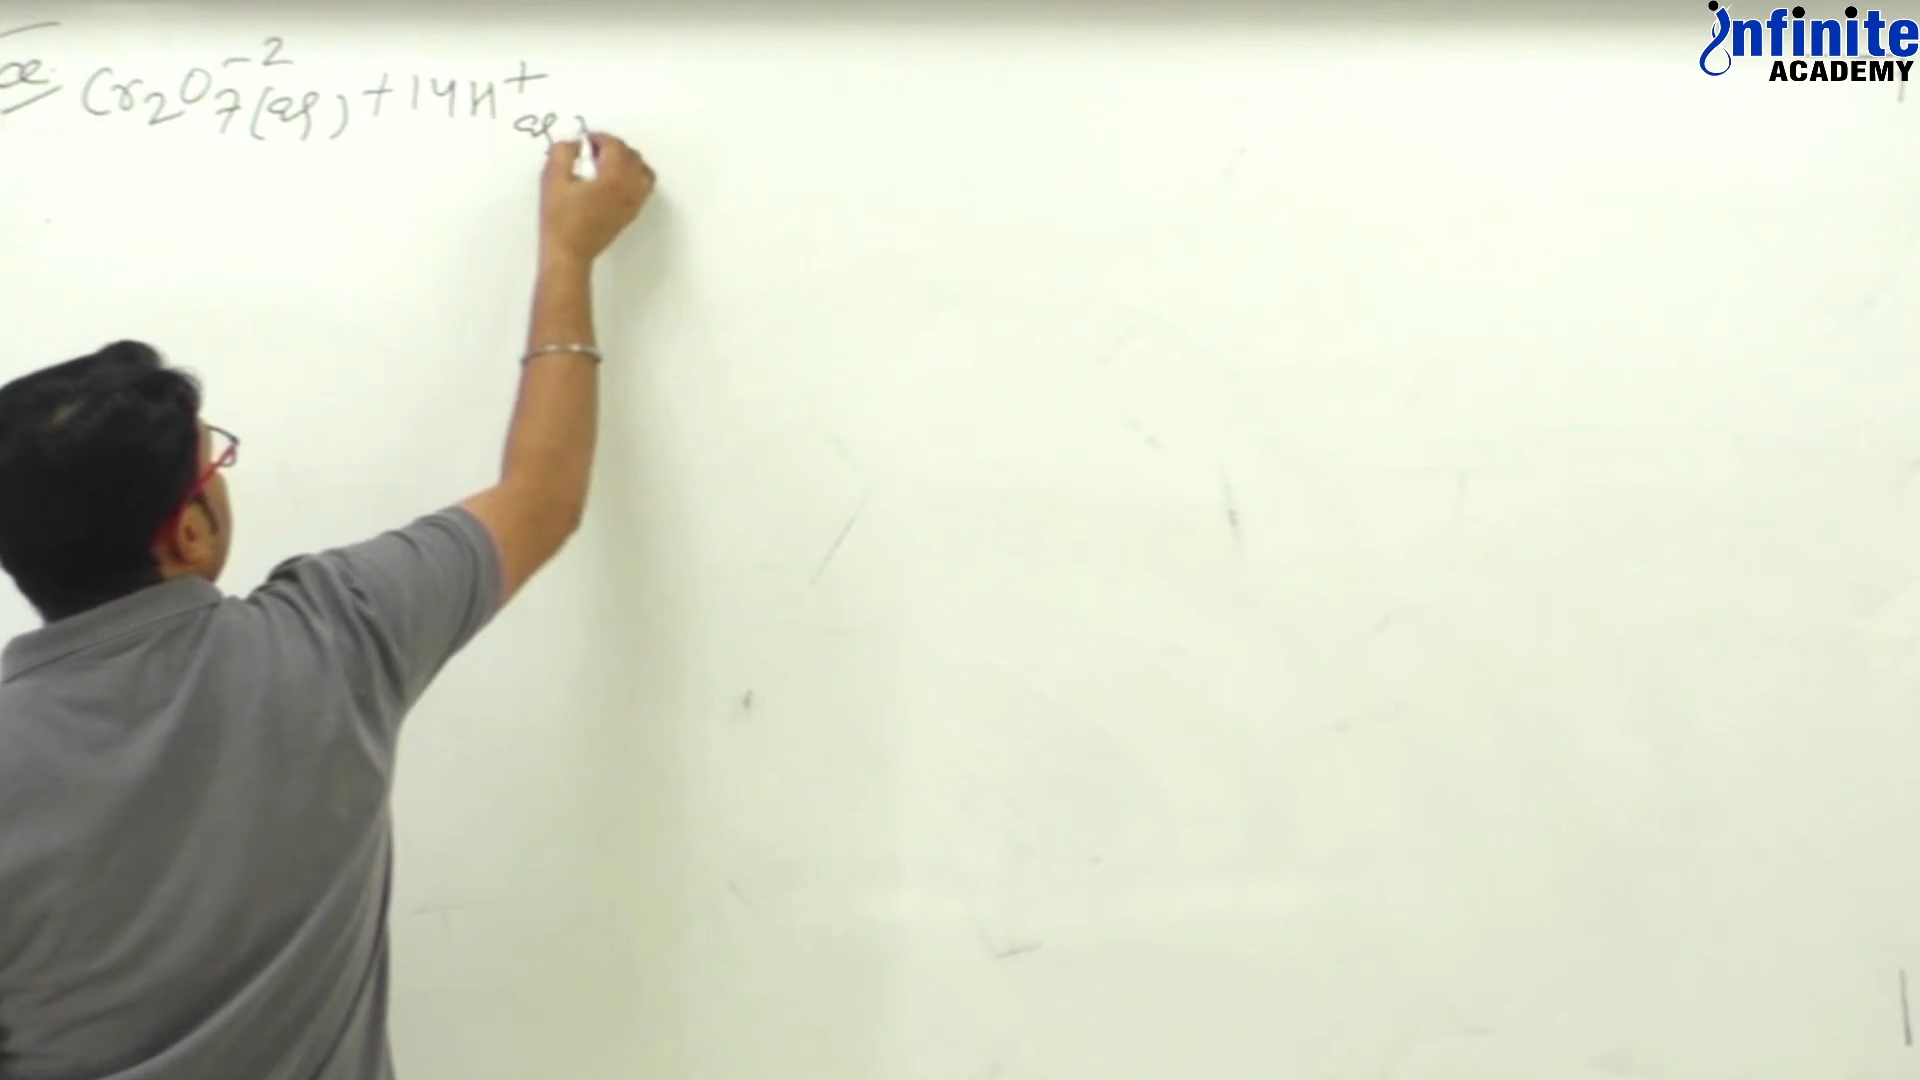 Cr₂O₇⁻²(aq) + 14H⁺aq
infinite
ACADEMY